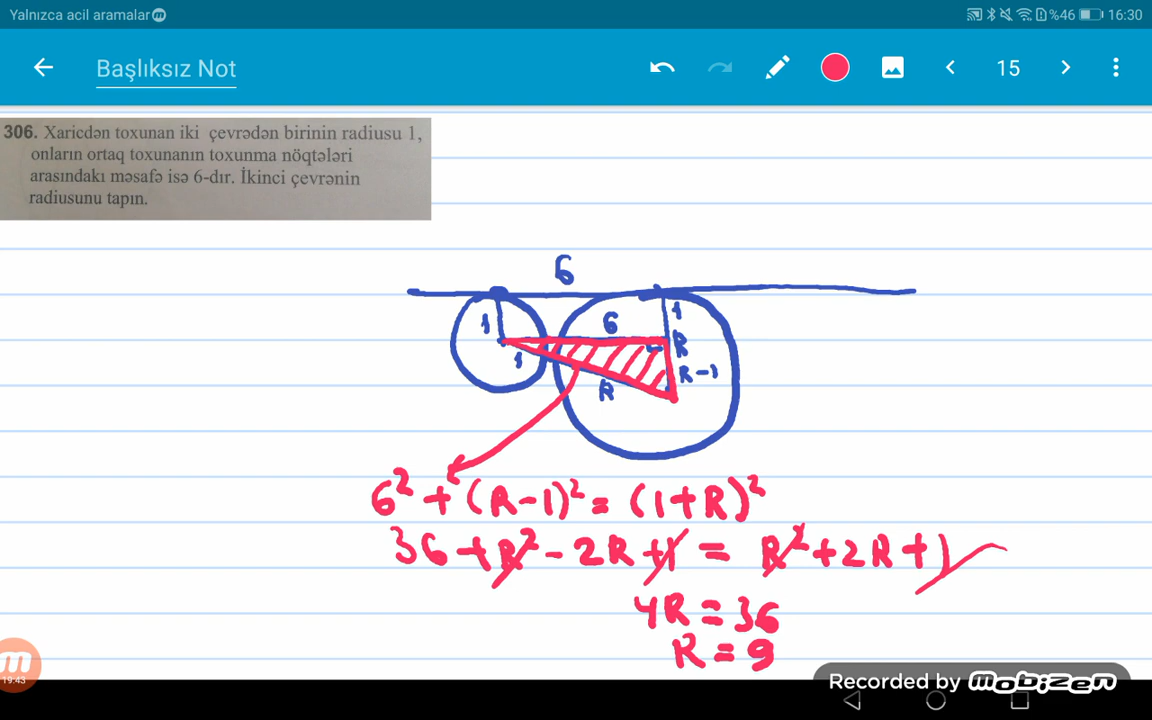 Yalnızca acil aramalar
%46 16:30
Başlıksız Not
15
306. Xaricdən toxunan iki çevrədən birinin radiusu 1,
onların ortaq toxunanın toxunma nöqtələri
arasındakı məsafə isə 6-dır. İkinci çevrənin
radiusunu tapın.
6
1
6
1
R
1
R-1
R
6² + (R-1)² = (1+R)²
36 + R² - 2R + 1 = R² + 2R + 1
4R = 36
R = 9
19:43
Recorded by mobizen